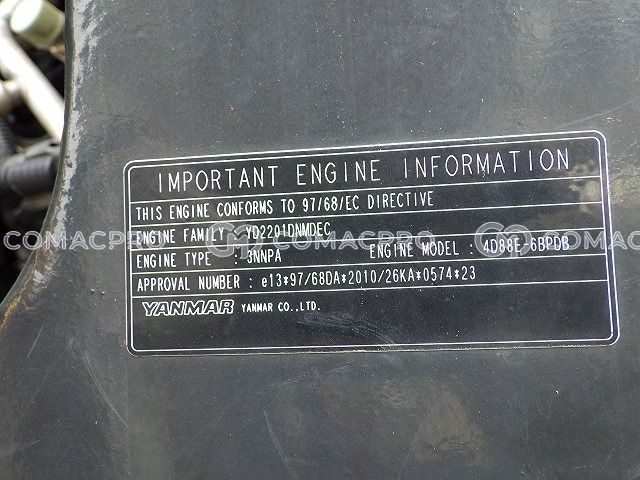 IMPORTANT ENGINE INFORMATION
THIS ENGINE CONFORMS TO 97/68/EC DIRECTIVE
ENGINE FAMILY : YD2201DNMDEC
ENGINE TYPE : 3NNPA ENGINE MODEL : 4D88E-6BPDB
APPROVAL NUMBER : e13*97/68DA*2010/26KA*0574*23
YANMAR YANMAR CO.,LTD.
COMACPRO COMACPRO COMACPRO